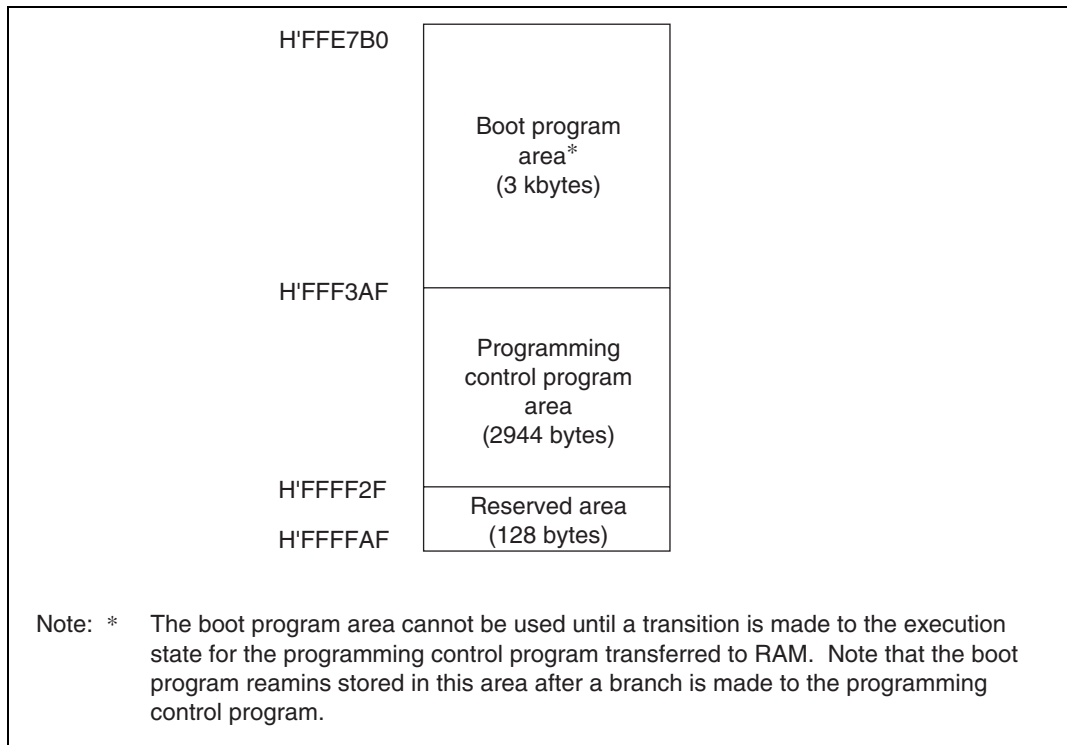 H'FFE7B0
Boot program
area*
(3 kbytes)
H'FFF3AF
Programming
control program
area
(2944 bytes)
H'FFFF2F
Reserved area
(128 bytes)
H'FFFFAF
Note: * The boot program area cannot be used until a transition is made to the execution
state for the programming control program transferred to RAM. Note that the boot
program reamins stored in this area after a branch is made to the programming
control program.